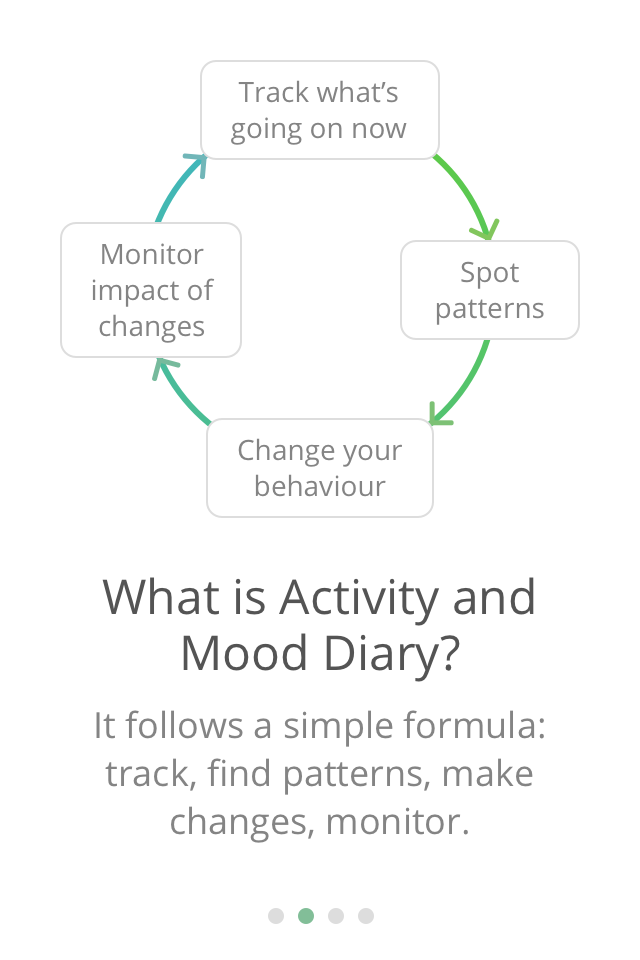 Track what’s
going on now
Monitor
impact of
changes
Spot
patterns
Change your
behaviour
What is Activity and
Mood Diary?
It follows a simple formula:
track, find patterns, make
changes, monitor.